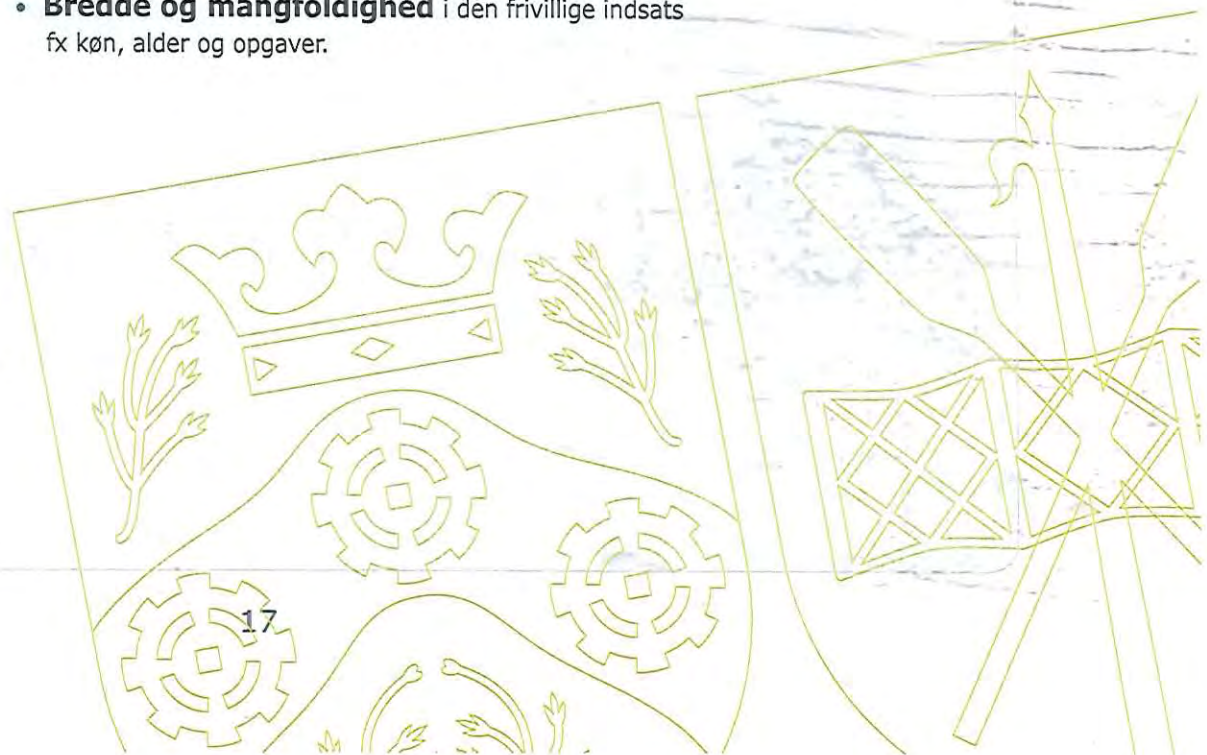 • Bredde og mangfoldighed i den frivillige indsats
fx køn, alder og opgaver.
17